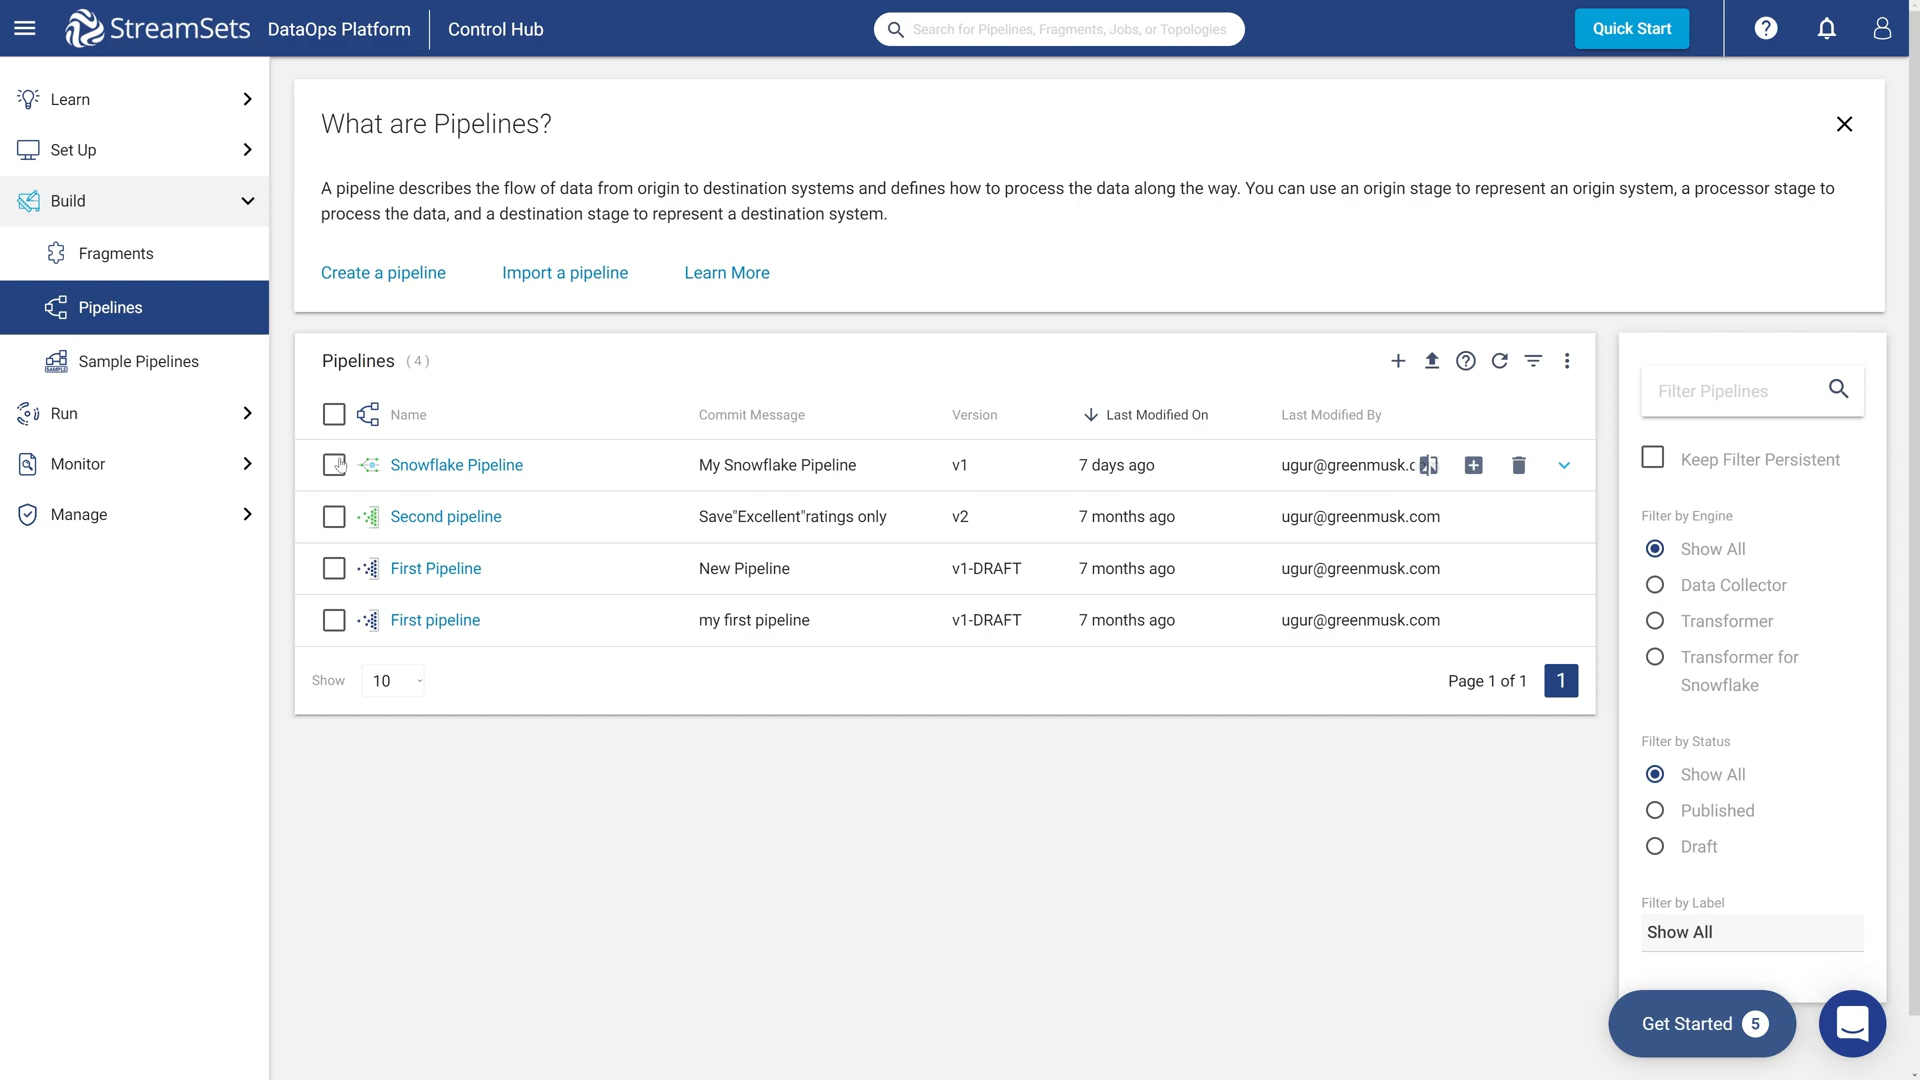 StreamSets DataOps Platform Control Hub
Search for Pipelines, Fragments, Jobs, or Topologies
Quick Start
Learn
Set Up
Build
Fragments
Pipelines
Sample Pipelines
SAMPLE
Run
Monitor
Manage
What are Pipelines?
A pipeline describes the flow of data from origin to destination systems and defines how to process the data along the way. You can use an origin stage to represent an origin system, a processor stage to
process the data, and a destination stage to represent a destination system.
Create a pipeline Import a pipeline Learn More
Pipelines (4)
Name Commit Message Version Last Modified On Last Modified By
Snowflake Pipeline My Snowflake Pipeline v1 7 days ago ugur@greenmusk.c
Second pipeline Save"Excellent"ratings only v2 7 months ago ugur@greenmusk.com
First Pipeline New Pipeline v1-DRAFT 7 months ago ugur@greenmusk.com
First pipeline my first pipeline v1-DRAFT 7 months ago ugur@greenmusk.com
Show 10 Page 1 of 1 1
Filter Pipelines
Keep Filter Persistent
Filter by Engine
Show All
Data Collector
Transformer
Transformer for
Snowflake
Filter by Status
Show All
Published
Draft
Filter by Label
Show All
Get Started 5